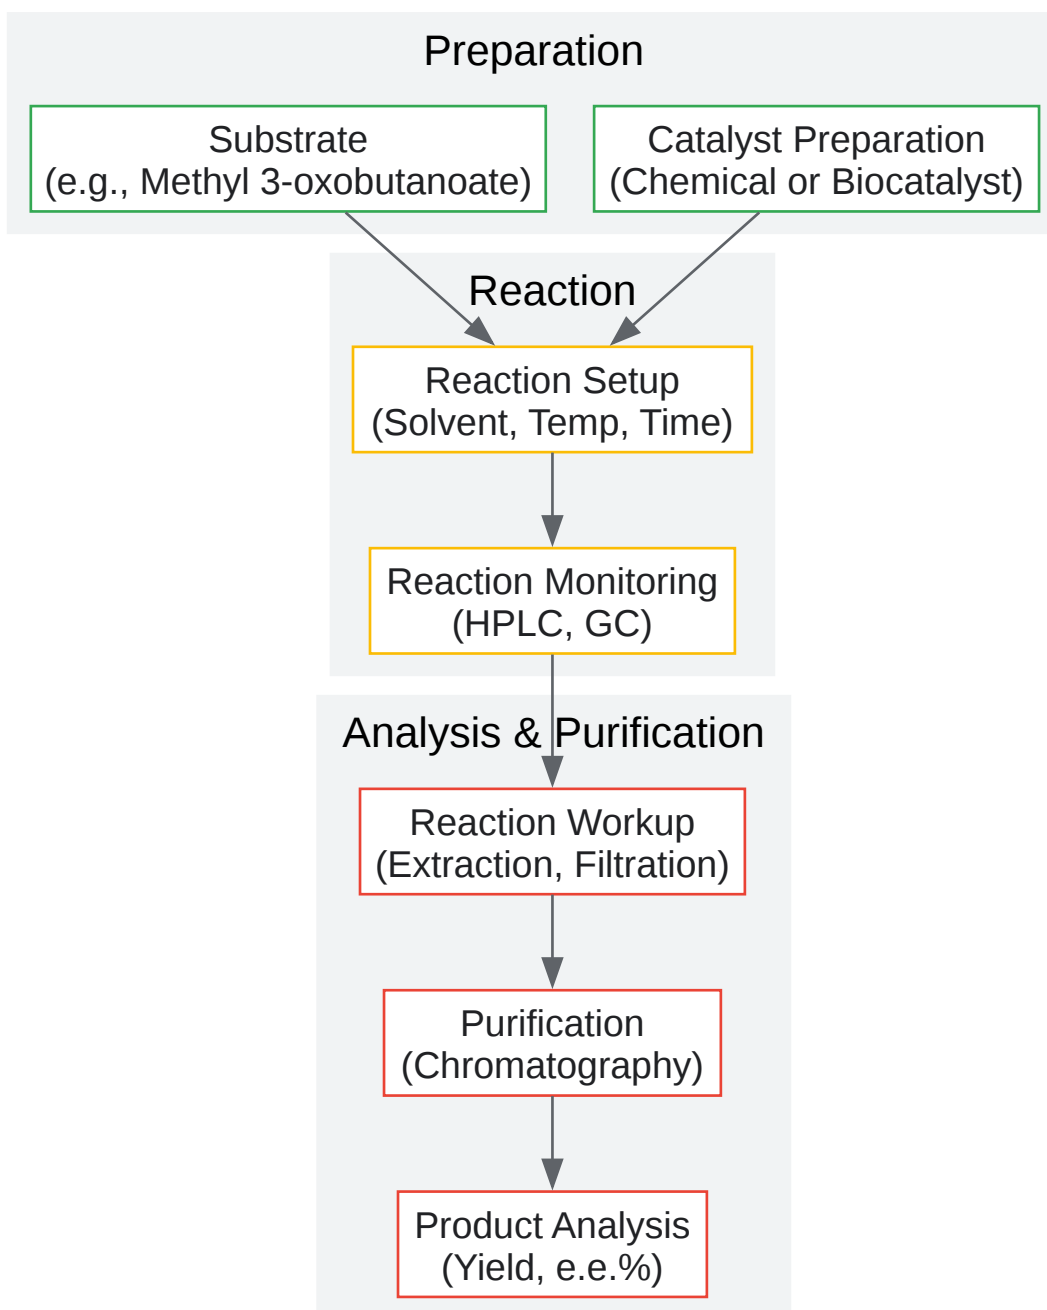 Preparation
Substrate
(e.g., Methyl 3-oxobutanoate)
Catalyst Preparation
(Chemical or Biocatalyst)
Reaction
Reaction Setup
(Solvent, Temp, Time)
Reaction Monitoring
(HPLC, GC)
Analysis & Purification
Reaction Workup
(Extraction, Filtration)
Purification
(Chromatography)
Product Analysis
(Yield, e.e.%)